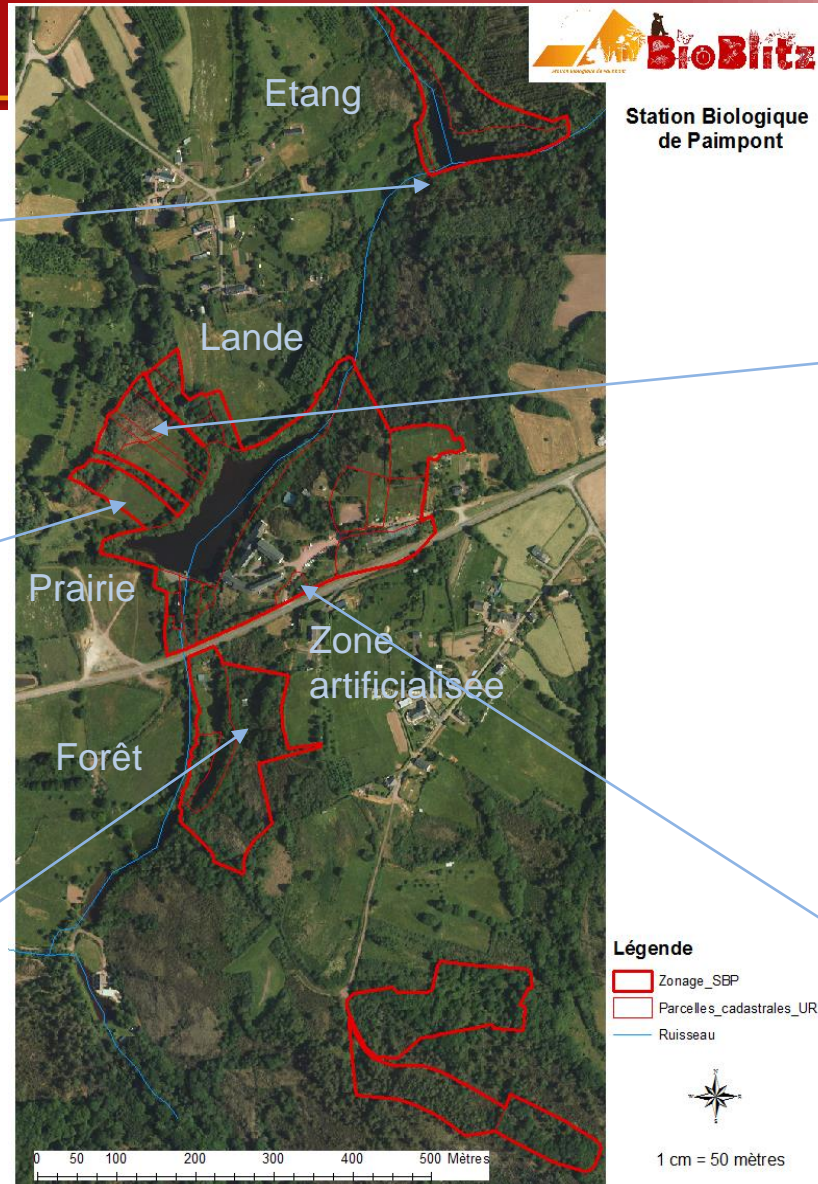 BioBlitz
Station Biologique
de Paimpont
Etang
Lande
Prairie
Zone
artificialisée
Forêt
Légende
Zonage_SBP
Parcelles_cadastrales_UR
Ruisseau
1 cm = 50 mètres
0 50 100 200 300 400 500 Mètres